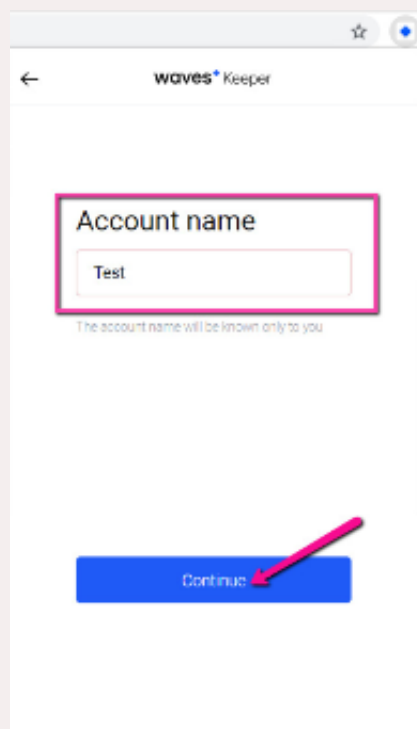 waves+ Keeper
Account name
Test
The account name will be known only to you
Continue